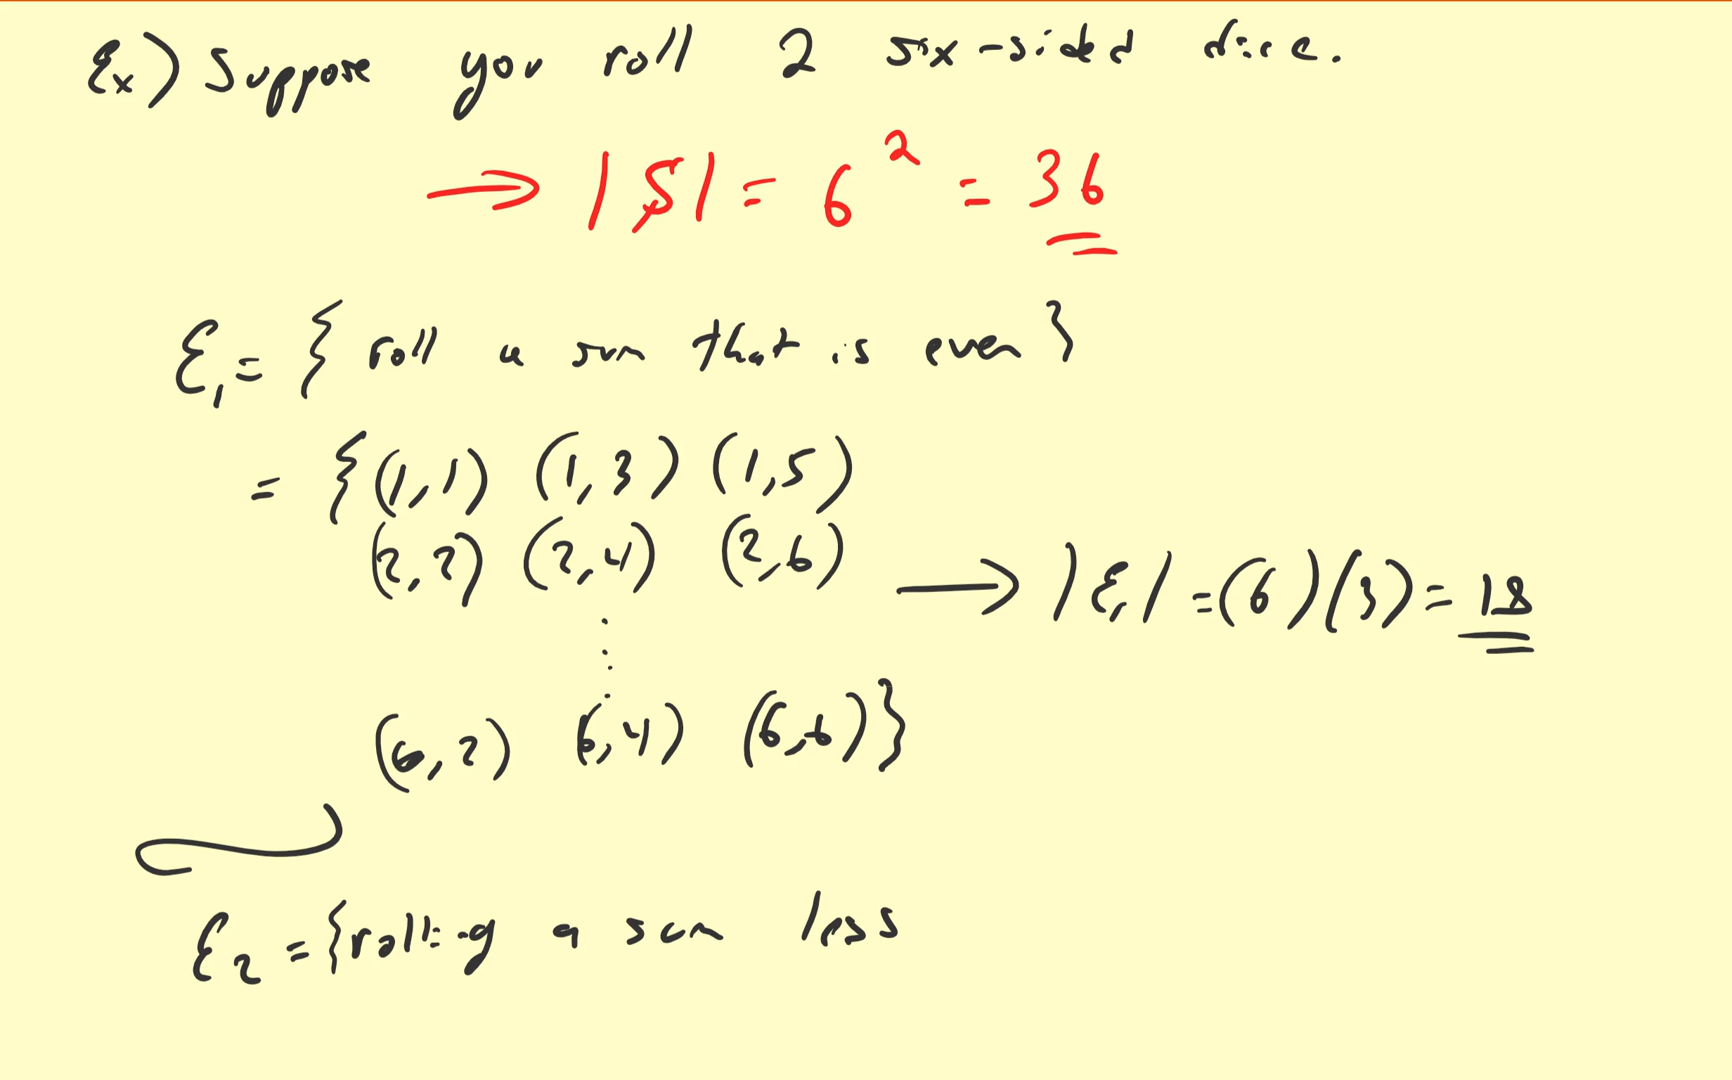 Ex) Suppose you roll 2 six-sided dice.
→ |S| = 6² = 36
E₁ = { roll a sum that is even }
= {(1,1) (1,3) (1,5)
(2,2) (2,4) (2,6) → |E₁| = (6)(3) = 18
⋮
(6,2) (6,4) (6,6)}
E₂ = {rolling a sum less